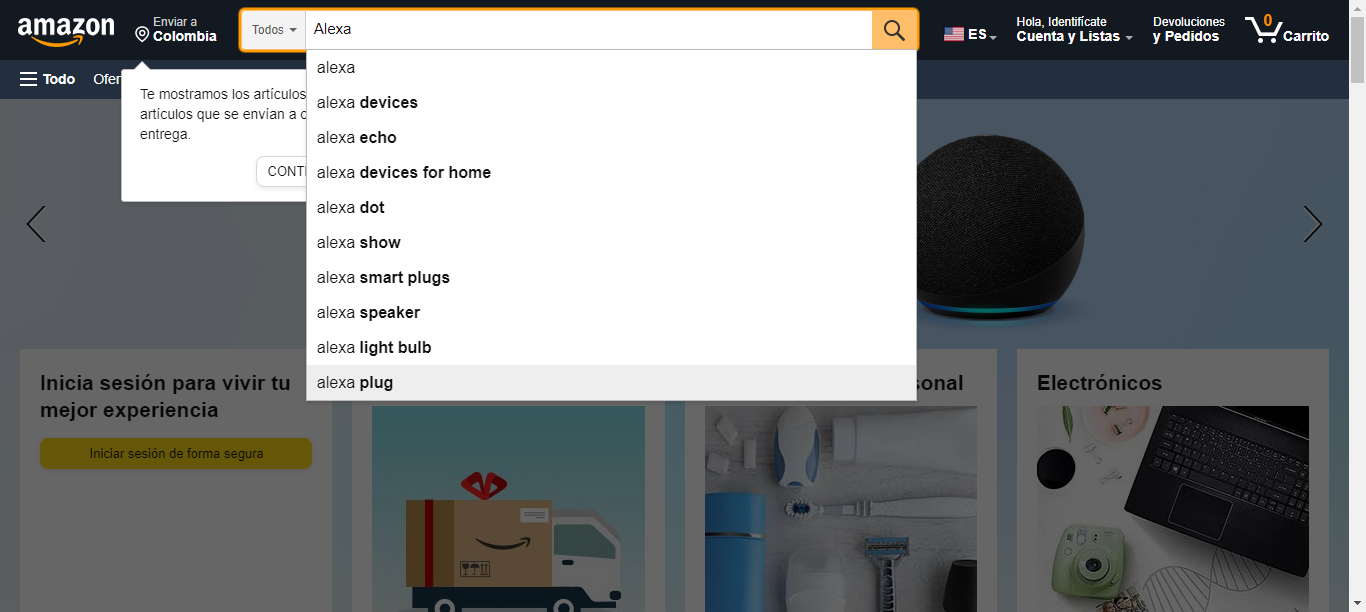 amazon
Enviar a
Colombia
Todos
Alexa
ES
Hola, Identifícate
Cuenta y Listas
Devoluciones
y Pedidos
0
Carrito
Todo
Ofer
Te mostramos los artículos
artículos que se envían a
entrega.
CONT
alexa
alexa devices
alexa echo
alexa devices for home
alexa dot
alexa show
alexa smart plugs
alexa speaker
alexa light bulb
alexa plug
Inicia sesión para vivir tu
mejor experiencia
Iniciar sesión de forma segura
sonal
Electrónicos